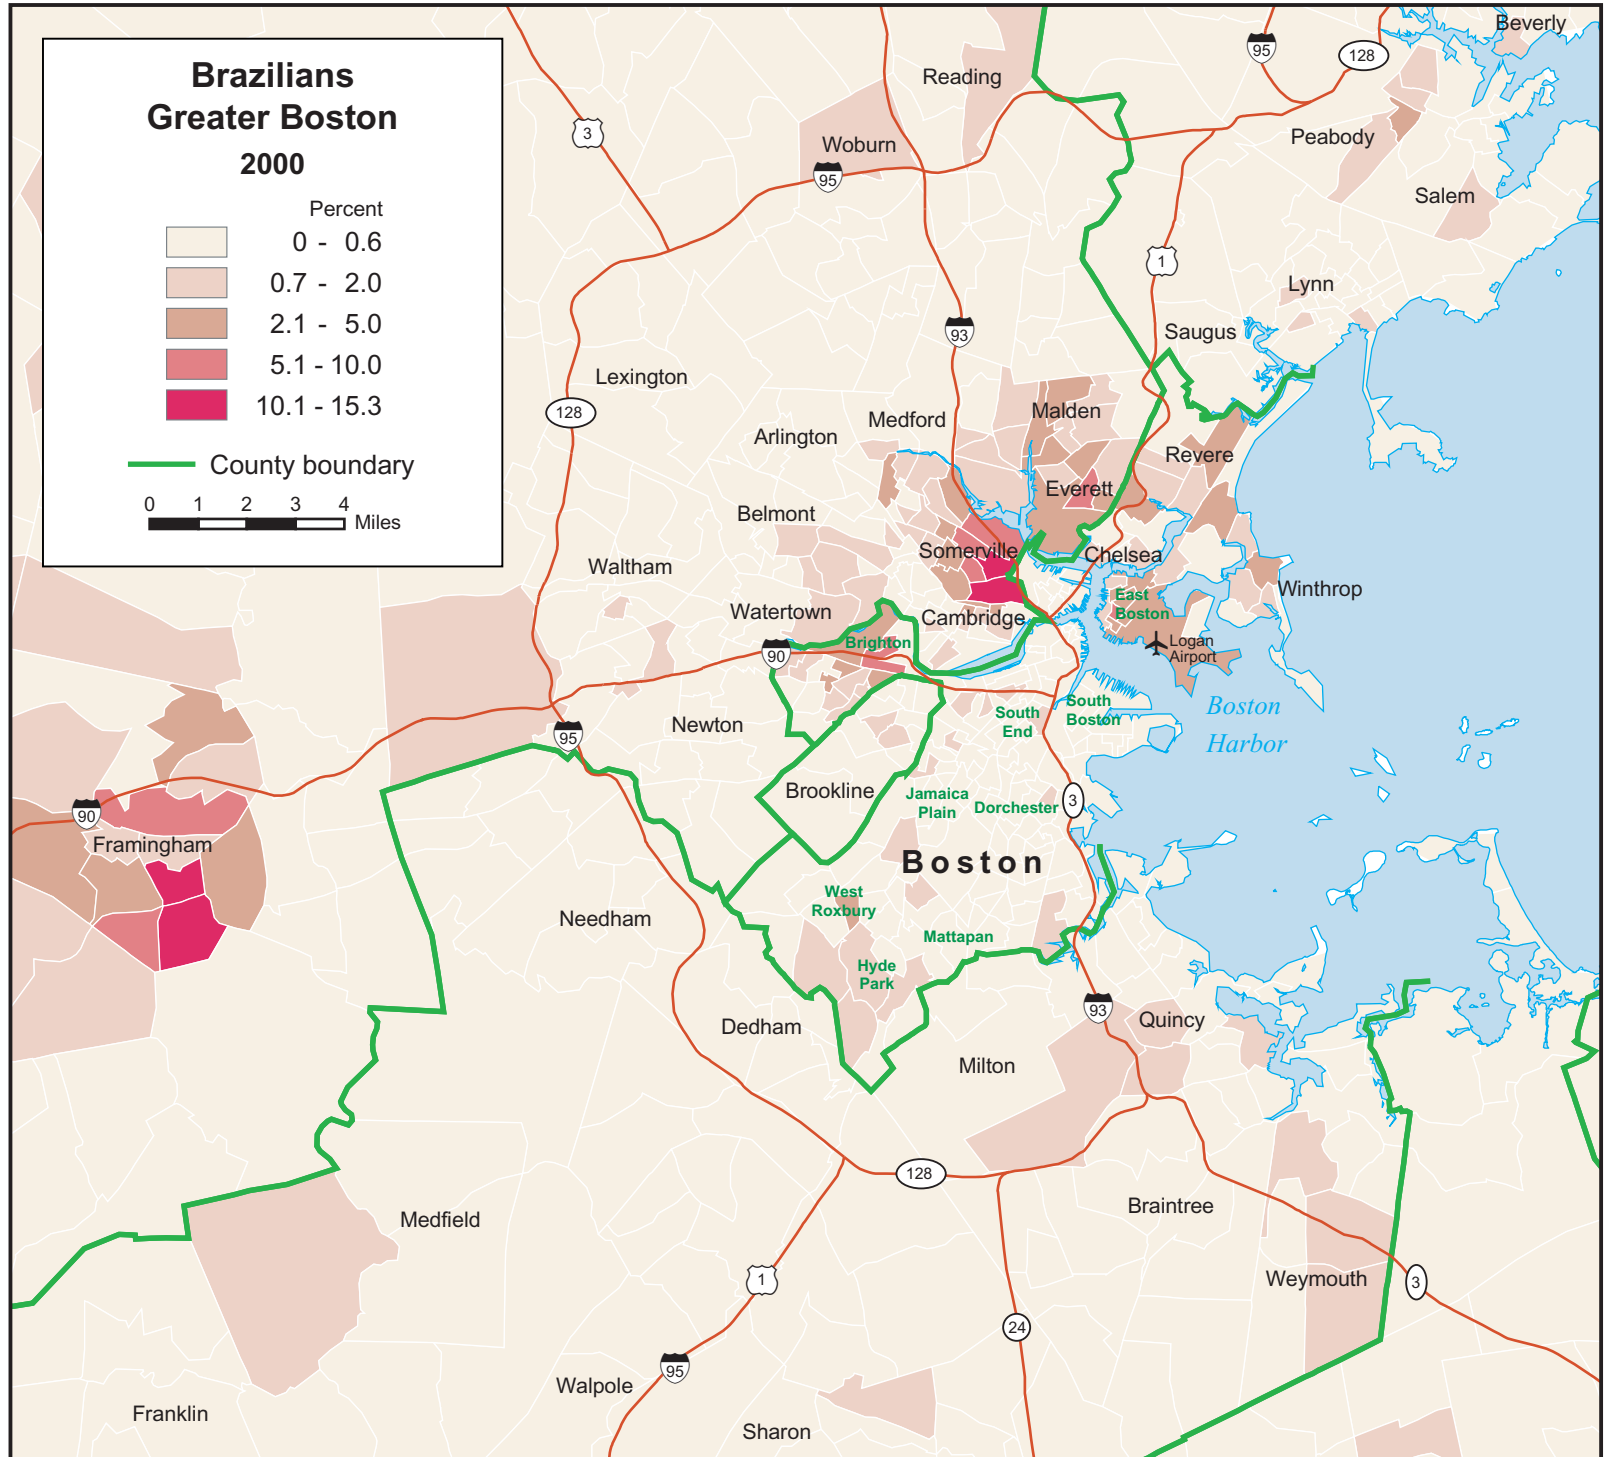 Brazilians
Greater Boston
2000
Percent
0 - 0.6
0.7 - 2.0
2.1 - 5.0
5.1 - 10.0
10.1 - 15.3
County boundary
0 1 2 3 4
Miles
Beverly
95
128
Reading
3
Woburn
Peabody
95
Salem
1
Lynn
93
Saugus
Lexington
128
Medford
Malden
Arlington
Revere
Everett
Belmont
Somerville
Chelsea
Waltham
Winthrop
East
Boston
Watertown
Cambridge
Brighton
Logan
Airport
90
South
End
South
Boston
Boston
Harbor
Newton
95
Brookline
Jamaica
Plain
Dorchester
3
90
Framingham
Boston
West
Roxbury
Needham
Mattapan
Hyde
Park
93
Quincy
Dedham
Milton
128
Braintree
Medfield
Weymouth
1
3
24
95
Walpole
Franklin
Sharon